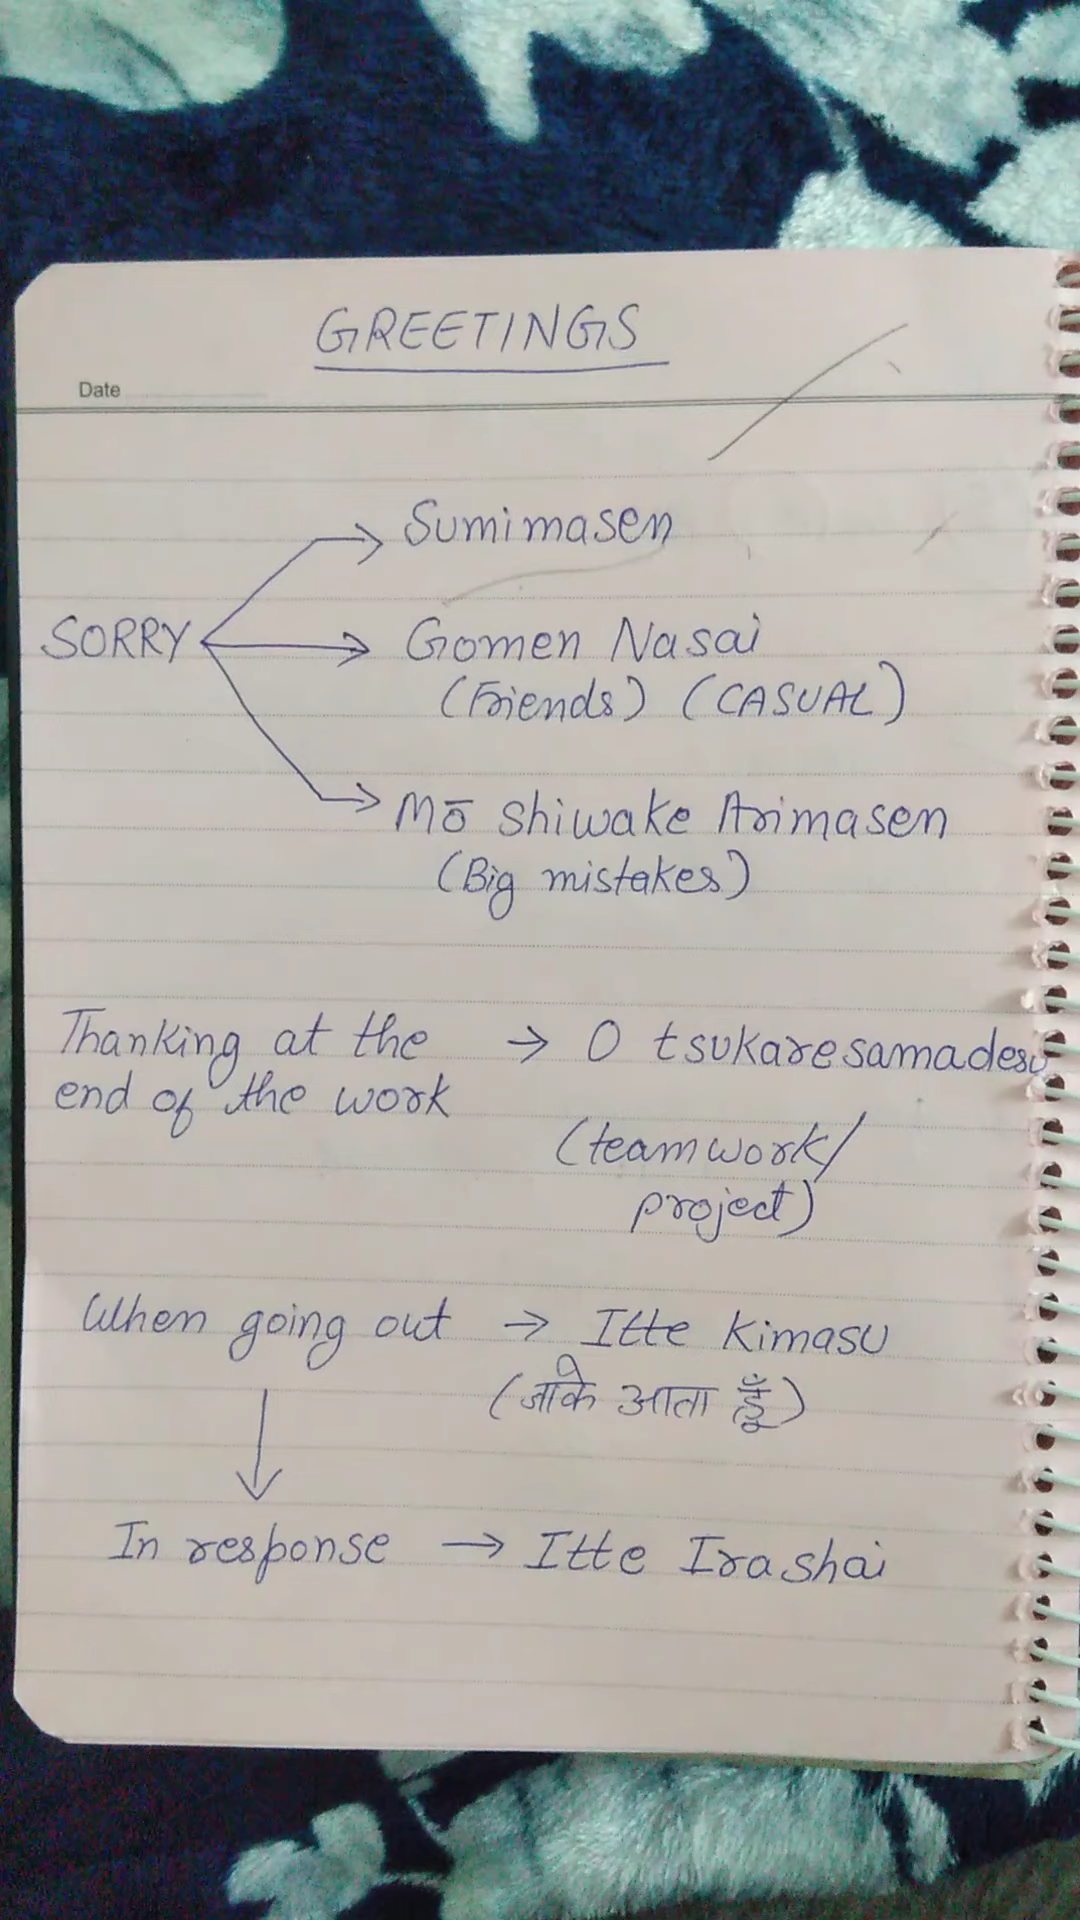 GREETINGS
Date
Sumimasen
SORRY → Gomen Nasai
(Friends) (CASUAL)
Mō shiwake Arimasen
(Big mistakes)
Thanking at the → O tsukaresamadesu
end of the work
(teamwork/
project)
When going out → Itte Kimasu
(जाके आता हूँ)
In response → Itte Irashai